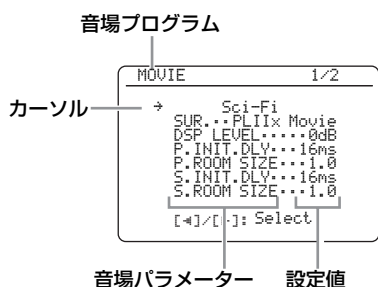 音場プログラム
MOVIE 1/2
カーソル
→ Sci-Fi
SUR.••PLIIx Movie
DSP LEVEL•••••0dB
P.INIT.DLY••16ms
P.ROOM SIZE•••1.0
S.INIT.DLY••16ms
S.ROOM SIZE•••1.0
[◄]/[►]: Select
音場パラメーター 設定値